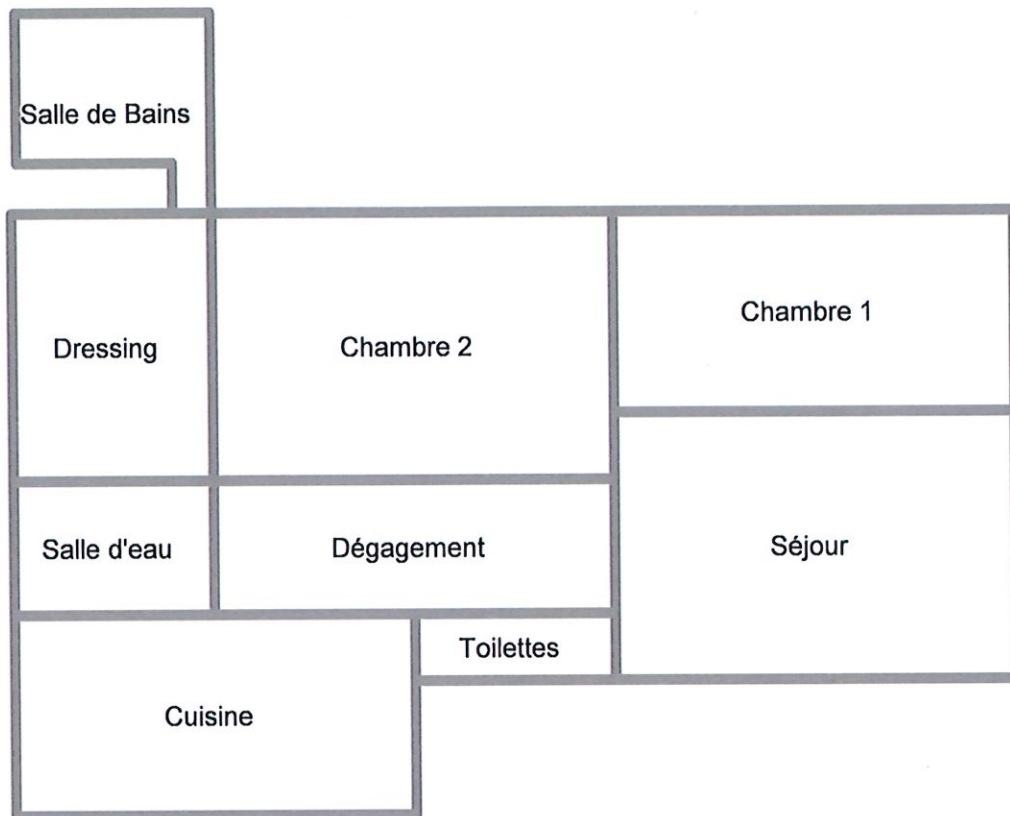 Salle de Bains
Chambre 1
Dressing
Chambre 2
Salle d'eau
Dégagement
Séjour
Toilettes
Cuisine